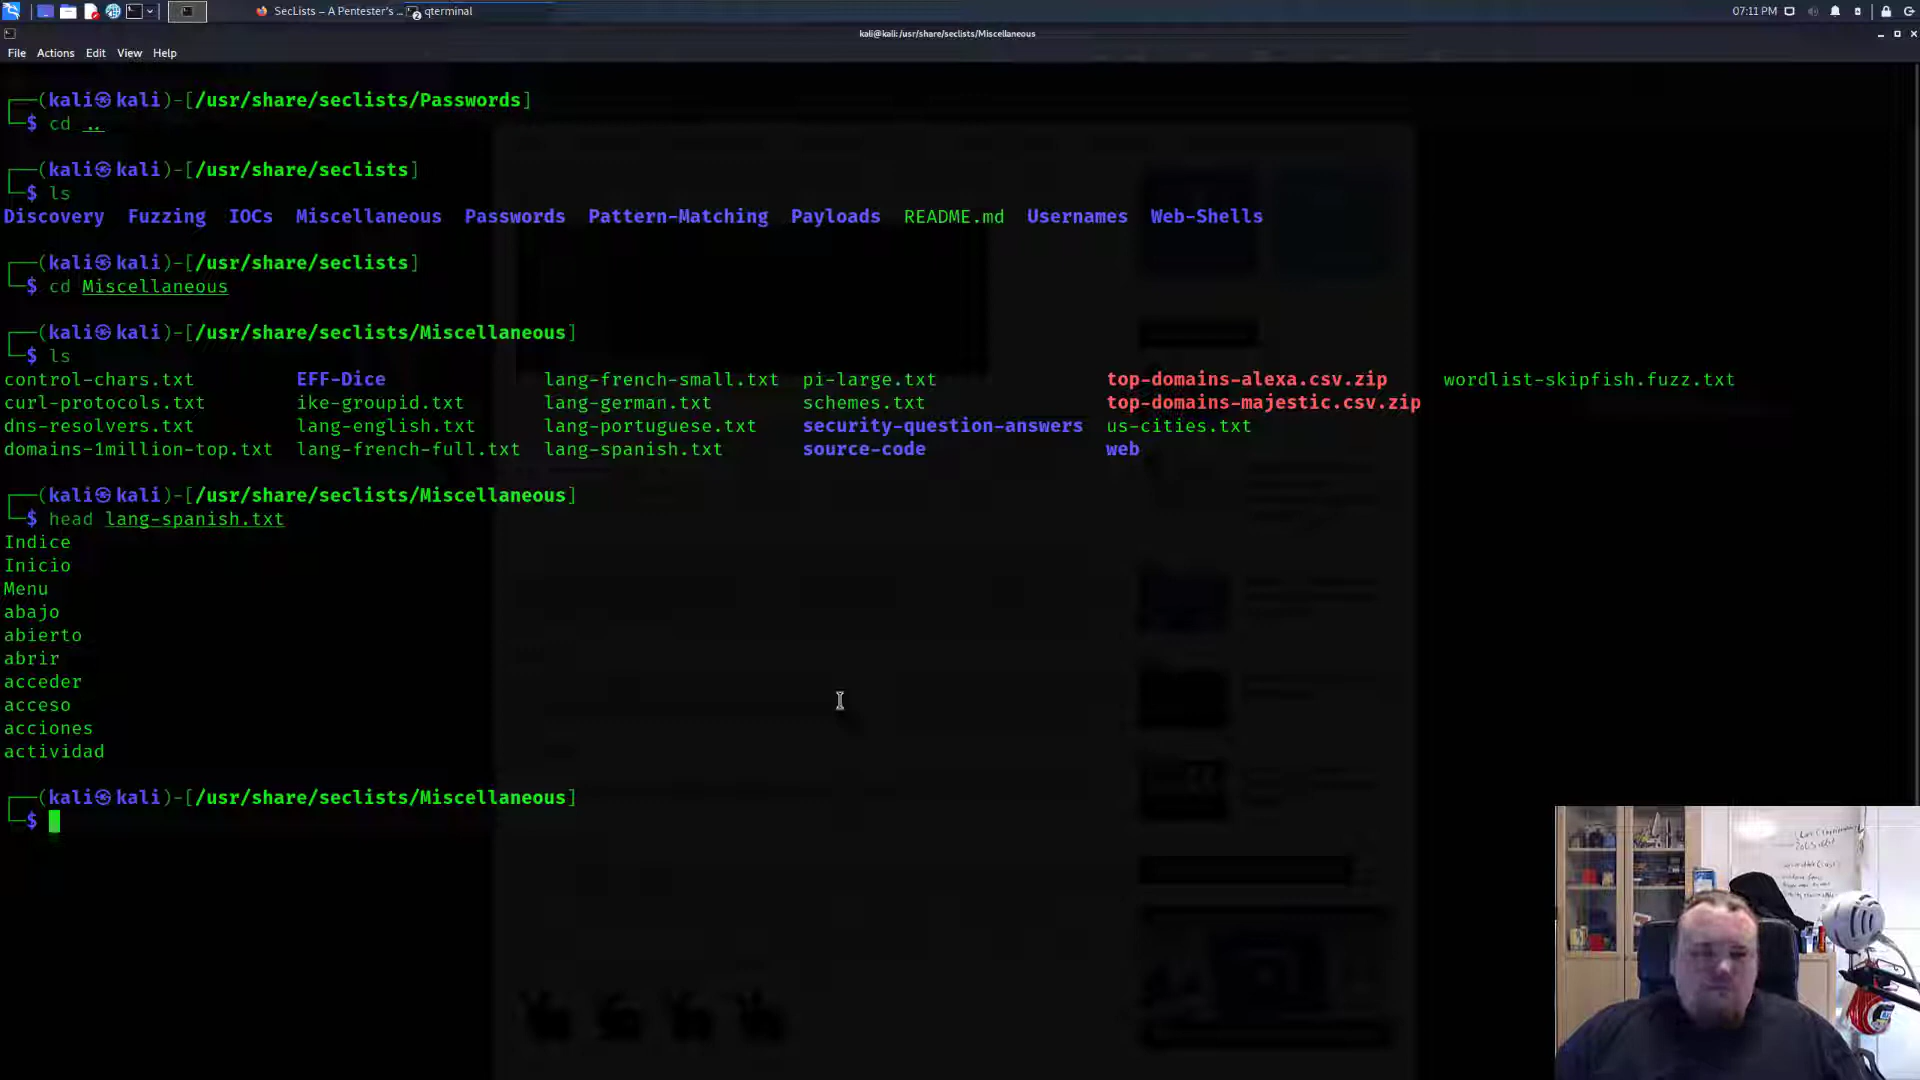 SecLists – A Pentester's ...
qterminal
07:11 PM
kali@kali: /usr/share/seclists/Miscellaneous
File Actions Edit View Help
┌──(kali㉿kali)-[/usr/share/seclists/Passwords]
└─$ cd ..
┌──(kali㉿kali)-[/usr/share/seclists]
└─$ ls
Discovery Fuzzing IOCs Miscellaneous Passwords Pattern-Matching Payloads README.md Usernames Web-Shells
┌──(kali㉿kali)-[/usr/share/seclists]
└─$ cd Miscellaneous
┌──(kali㉿kali)-[/usr/share/seclists/Miscellaneous]
└─$ ls
control-chars.txt EFF-Dice lang-french-small.txt pi-large.txt top-domains-alexa.csv.zip wordlist-skipfish.fuzz.txt
curl-protocols.txt ike-groupid.txt lang-german.txt schemes.txt top-domains-majestic.csv.zip
dns-resolvers.txt lang-english.txt lang-portuguese.txt security-question-answers us-cities.txt
domains-1million-top.txt lang-french-full.txt lang-spanish.txt source-code web
┌──(kali㉿kali)-[/usr/share/seclists/Miscellaneous]
└─$ head lang-spanish.txt
Indice
Inicio
Menu
abajo
abierto
abrir
acceder
acceso
acciones
actividad
┌──(kali㉿kali)-[/usr/share/seclists/Miscellaneous]
└─$